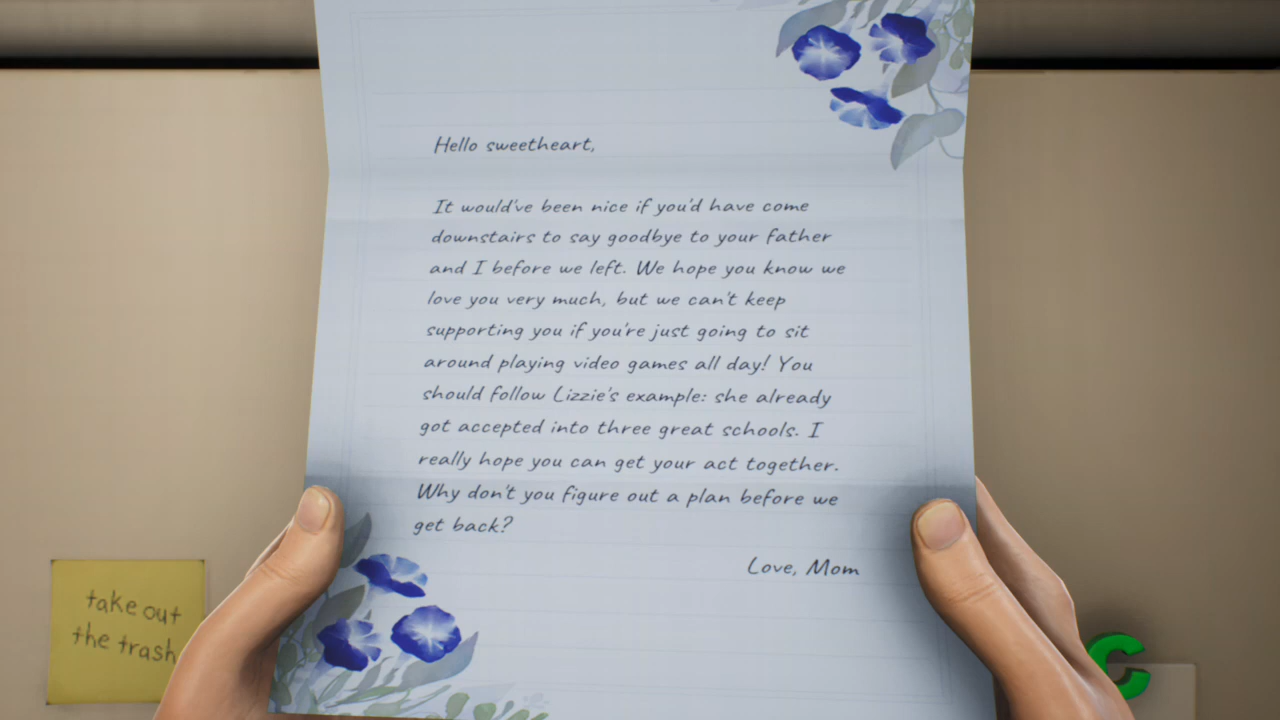 Hello sweetheart,
It would've been nice if you'd have come
downstairs to say goodbye to your father
and I before we left. We hope you know we
love you very much, but we can't keep
supporting you if you're just going to sit
around playing video games all day! You
should follow Lizzie's example: she already
got accepted into three great schools. I
really hope you can get your act together.
Why don't you figure out a plan before we
get back?
Love, Mom
take out
the trash
C